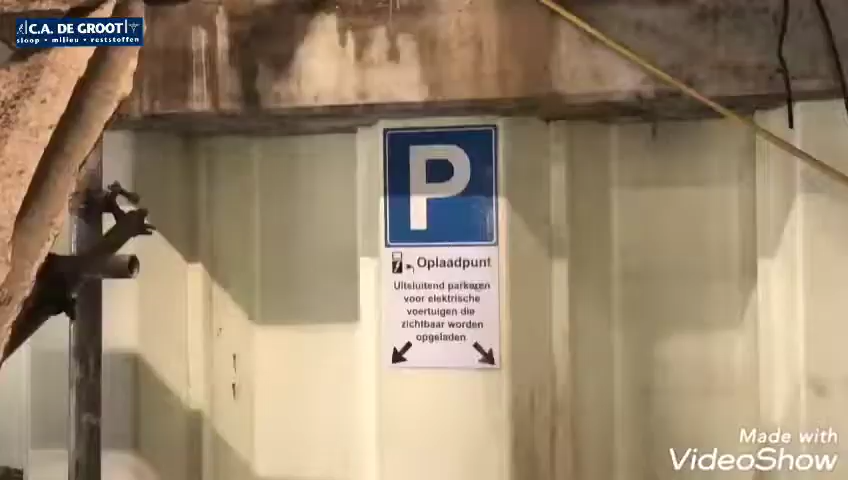 C.A. DE GROOT
sloop • milieu • reststoffen
P
Oplaadpunt
Uitsluitend parkeren
voor elektrische
voertuigen die
zichtbaar worden
opgeladen
Made with
VideoShow